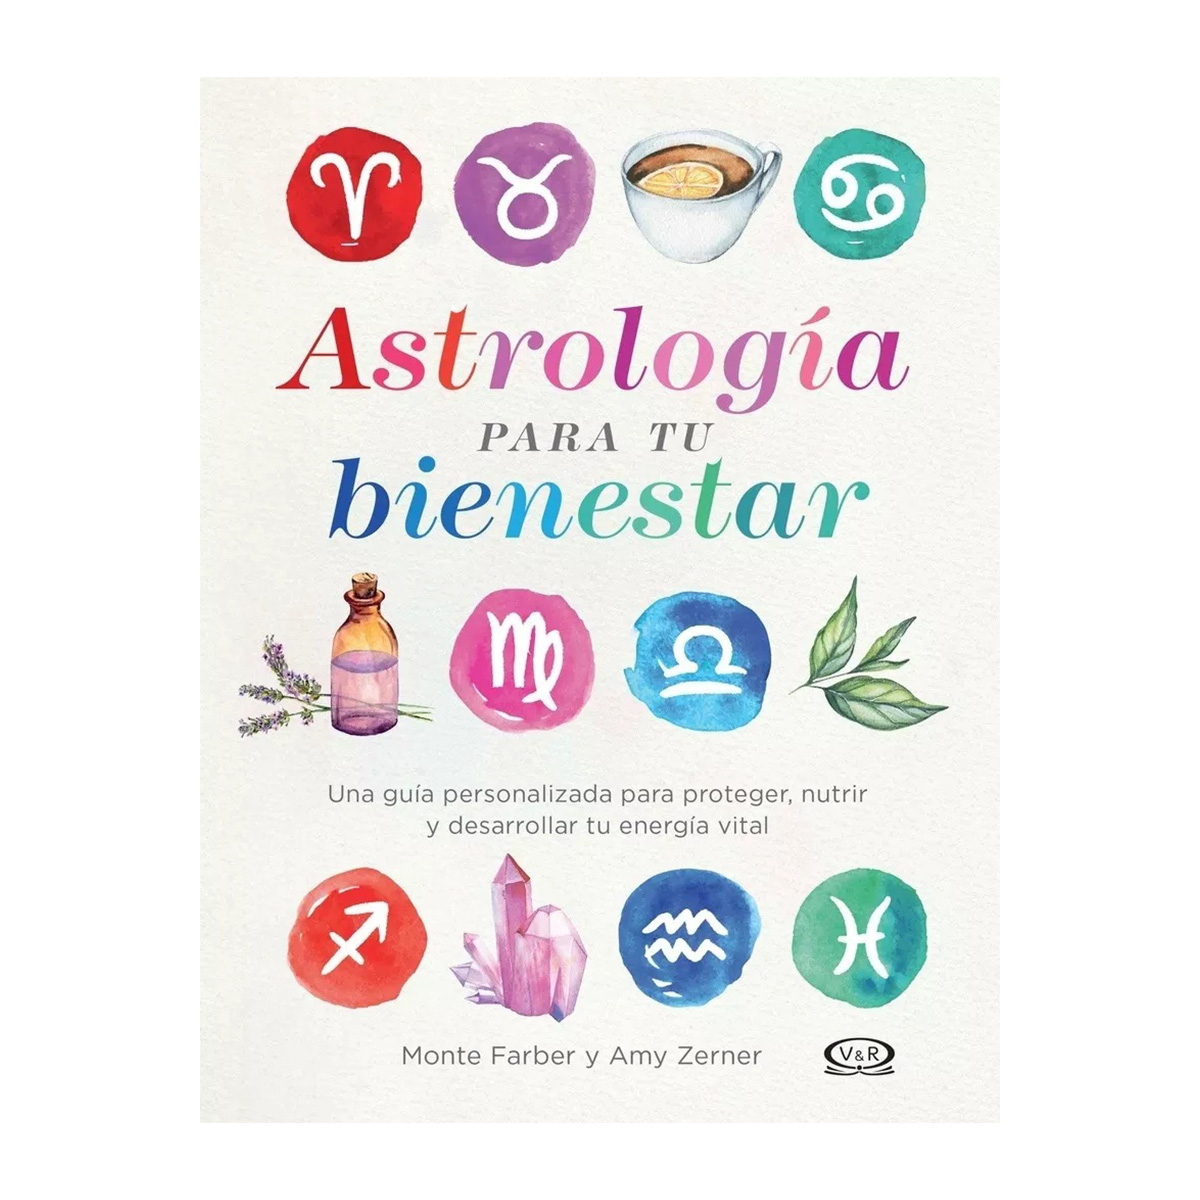 Astrología
PARA TU
bienestar
Una guía personalizada para proteger, nutrir
y desarrollar tu energía vital
Monte Farber y Amy Zerner
V&R